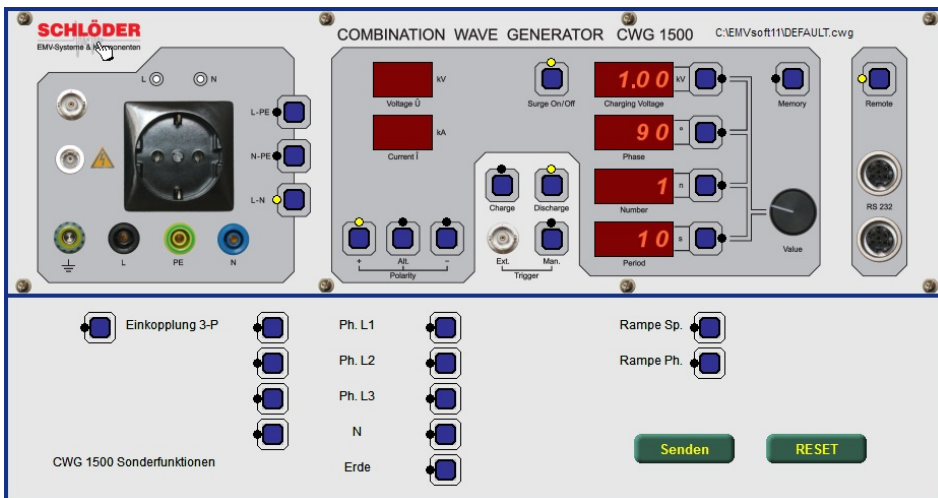 SCHLÖDER
EMV-Systeme & Komponenten
COMBINATION WAVE GENERATOR CWG 1500
C:\EMVsoft11\DEFAULT.cwg
L
N
L-PE
N-PE
L-N
L
PE
N
kV
Voltage Û
kA
Current Î
Surge On/Off
1.00
kV
Charging Voltage
90
°
Phase
1
n
Number
10
s
Period
Charge
Discharge
Ext.
Man.
Trigger
+
Alt.
−
Polarity
Memory
Value
Remote
RS 232
Einkopplung 3-P
Ph. L1
Ph. L2
Ph. L3
N
Erde
Rampe Sp.
Rampe Ph.
CWG 1500 Sonderfunktionen
Senden
RESET